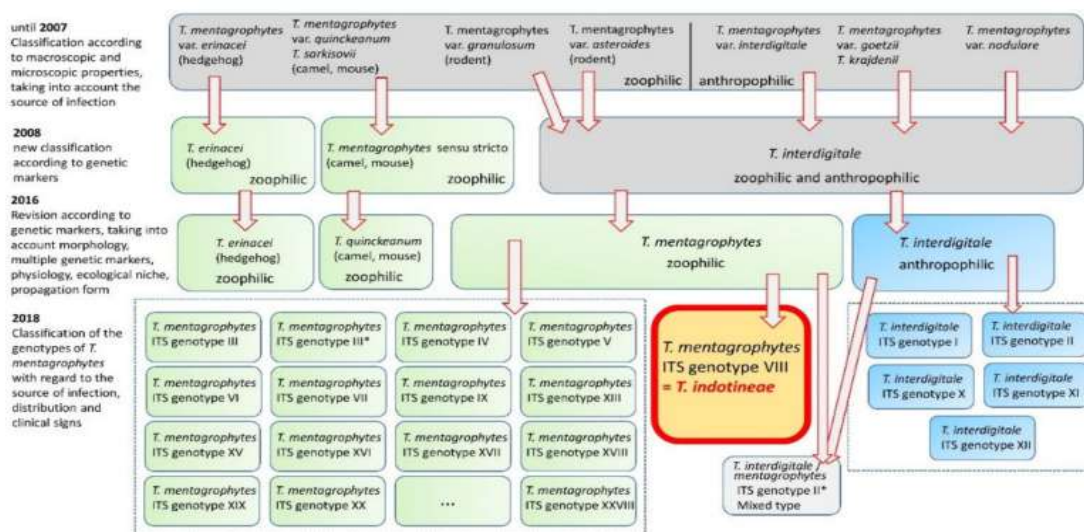 until 2007
Classification according
to macroscopic and
microscopic properties,
taking into account the
source of infection
T. mentagrophytes
var. erinacei
(hedgehog)
T. mentagrophytes
var. quinckeanum
T. sarkisovii
(camel, mouse)
T. mentagrophytes
var. granulosum
(rodent)
T. mentagrophytes
var. asteroides
(rodent)
zoophilic
T. mentagrophytes
var. interdigitale
anthropophilic
T. mentagrophytes
var. goetzii
T. krajdenii
T. mentagrophytes
var. nodulare
2008
new classification
according to genetic
markers
T. erinacei
(hedgehog)
zoophilic
T. mentagrophytes sensu stricto
(camel, mouse)
zoophilic
T. interdigitale
zoophilic and anthropophilic
2016
Revision according to
genetic markers, taking into
account morphology,
multiple genetic markers,
physiology, ecological niche,
propagation form
T. erinacei
(hedgehog)
zoophilic
T. quinckeanum
(camel, mouse)
zoophilic
T. mentagrophytes
zoophilic
T. interdigitale
anthropophilic
2018
Classification of the
genotypes of T.
mentagrophytes
with regard to the
source of infection,
distribution and
clinical signs
T. mentagrophytes
ITS genotype III
T. mentagrophytes
ITS genotype III*
T. mentagrophytes
ITS genotype IV
T. mentagrophytes
ITS genotype V
T. mentagrophytes
ITS genotype VI
T. mentagrophytes
ITS genotype VII
T. mentagrophytes
ITS genotype IX
T. mentagrophytes
ITS genotype XIII
T. mentagrophytes
ITS genotype XV
T. mentagrophytes
ITS genotype XVI
T. mentagrophytes
ITS genotype XVII
T. mentagrophytes
ITS genotype XVIII
T. mentagrophytes
ITS genotype XIX
T. mentagrophytes
ITS genotype XX
...
T. mentagrophytes
ITS genotype XXVIII
T. mentagrophytes
ITS genotype VIII
= T. indotineae
T. interdigitale /
mentagrophytes
ITS genotype II*
Mixed type
T. interdigitale
ITS genotype I
T. interdigitale
ITS genotype II
T. interdigitale
ITS genotype X
T. interdigitale
ITS genotype XI
T. interdigitale
ITS genotype XII